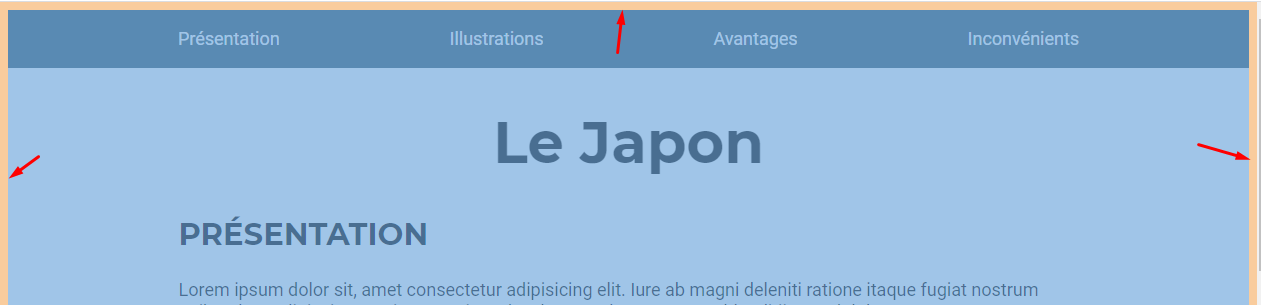 Présentation Illustrations Avantages Inconvénients
Le Japon
PRÉSENTATION
Lorem ipsum dolor sit, amet consectetur adipisicing elit. Iure ab magni deleniti ratione itaque fugiat nostrum